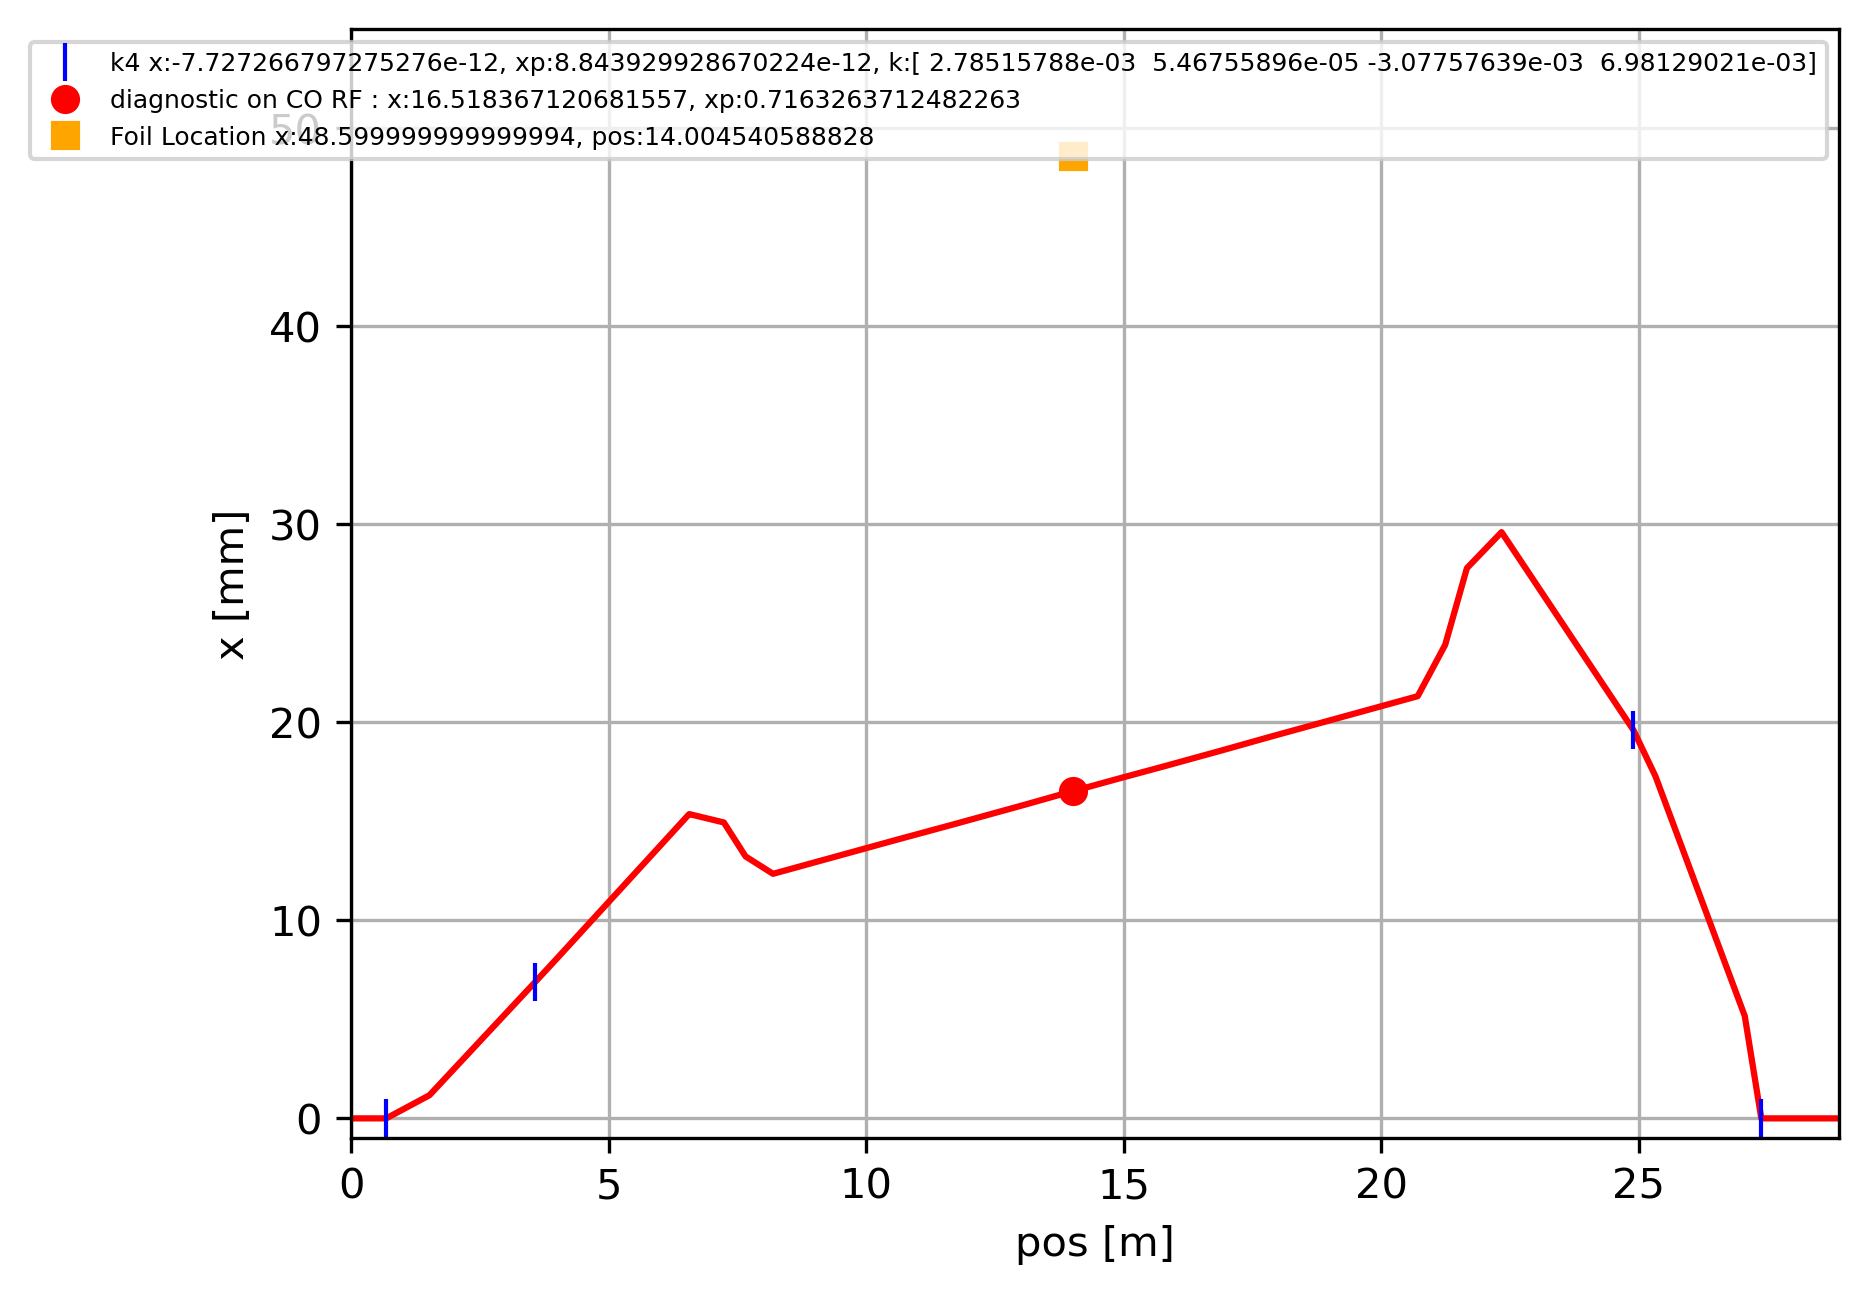 k4 x:-7.727266797275276e-12, xp:8.843929928670224e-12, k:[ 2.78515788e-03  5.46755896e-05 -3.07757639e-03  6.98129021e-03]
diagnostic on CO RF : x:16.518367120681557, xp:0.7163263712482263
Foil Location x:48.599999999999994, pos:14.004540588828
50
40
30
20
10
0
x [mm]
0 5 10 15 20 25
pos [m]